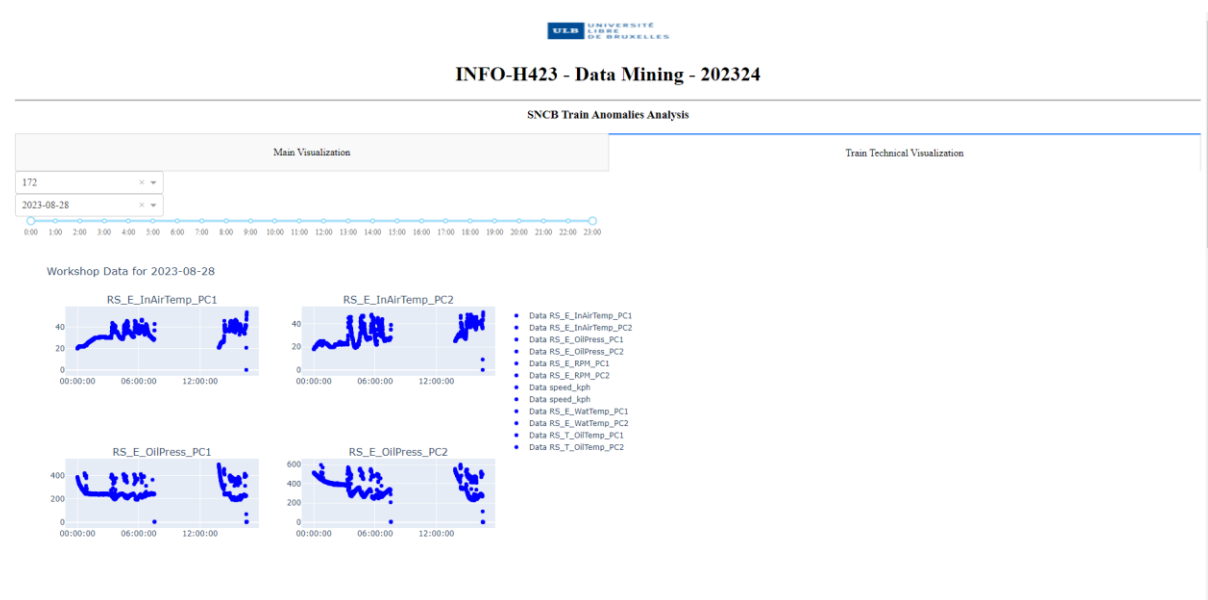 ULB UNIVERSITÉ
LIBRE
DE BRUXELLES
INFO-H423 - Data Mining - 202324
SNCB Train Anomalies Analysis
Main Visualization
Train Technical Visualization
172 × 
2023-08-28 ×
0:00 1:00 2:00 3:00 4:00 5:00 6:00 7:00 8:00 9:00 10:00 11:00 12:00 13:00 14:00 15:00 16:00 17:00 18:00 19:00 20:00 21:00 22:00 23:00
Workshop Data for 2023-08-28
RS_E_InAirTemp_PC1
40
20
0
00:00:00 06:00:00 12:00:00
RS_E_InAirTemp_PC2
40
20
0
00:00:00 06:00:00 12:00:00
Data RS_E_InAirTemp_PC1
Data RS_E_InAirTemp_PC2
Data RS_E_OilPress_PC1
Data RS_E_OilPress_PC2
Data RS_E_RPM_PC1
Data RS_E_RPM_PC2
Data speed_kph
Data speed_kph
Data RS_E_WatTemp_PC1
Data RS_E_WatTemp_PC2
Data RS_T_OilTemp_PC1
Data RS_T_OilTemp_PC2
RS_E_OilPress_PC1
400
200
0
00:00:00 06:00:00 12:00:00
RS_E_OilPress_PC2
600
400
200
0
00:00:00 06:00:00 12:00:00